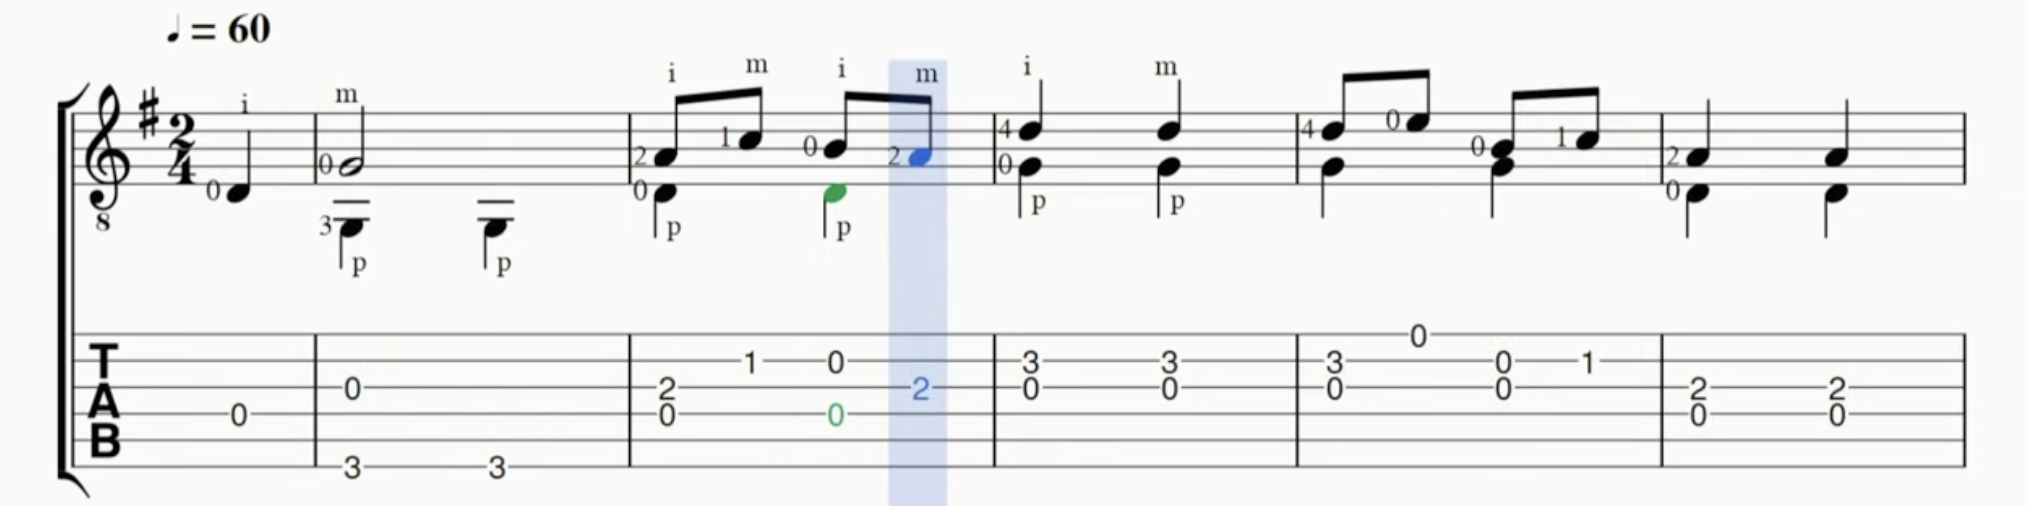 ♩ = 60
i m i m i m i m
2 4
0 0 2 1 0 2 4 0 4 0 0 1 2 0
3 0
8
p p p p p p
T A B
0
1 0 3 3 3 0 1
0 2 2 0 0 0 0 2 2
0 0 0 0 0
3 3